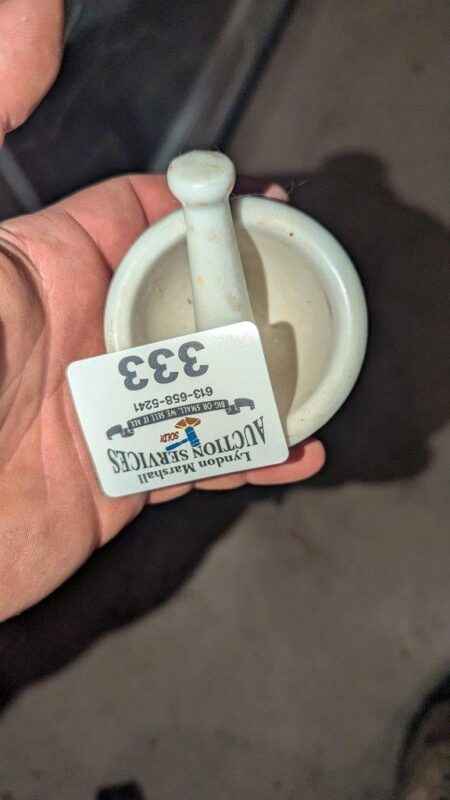 Lyndon Marshall
AUCTION SERVICES
SOLD!
BIG OR SMALL, WE SELL IT ALL
613-658-5241
333